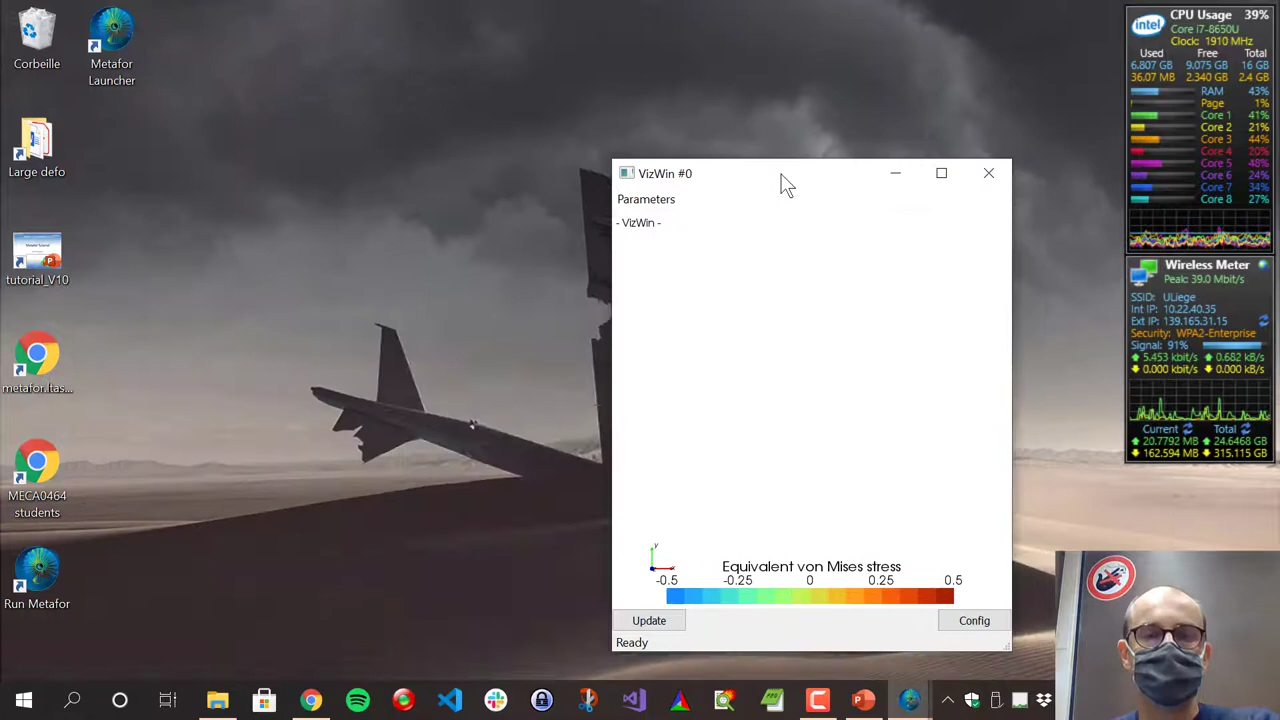 Corbeille
Metafor
Launcher
Large defo
tutorial_V10
metafor.ltas...
MECA0464
students
Run Metafor
VizWin #0
Parameters
- VizWin -
y
x
Equivalent von Mises stress
-0.5 -0.25 0 0.25 0.5
Update
Config
Ready
intel
CPU Usage 39%
Core i7-8650U
Clock: 1910 MHz
Used Free Total
6.807 GB 9.075 GB 16 GB
36.07 MB 2.340 GB 2.4 GB
RAM 43%
Page 1%
Core 1 41%
Core 2 21%
Core 3 44%
Core 4 20%
Core 5 48%
Core 6 24%
Core 7 34%
Core 8 27%
Wireless Meter
Peak: 39.0 Mbit/s
SSID: ULiege
Int IP: 10.22.40.35
Ext IP: 139.165.31.15
Security: WPA2-Enterprise
Signal: 91%
5.453 kbit/s 0.682 kB/s
0.000 kbit/s 0.000 kB/s
Current Total
20.7792 MB 24.6468 GB
162.594 MB 315.115 GB